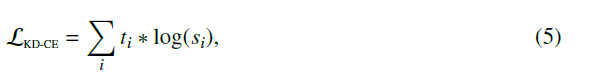 ℒ_KD-CE = ∑_i t_i * log(s_i), (5)